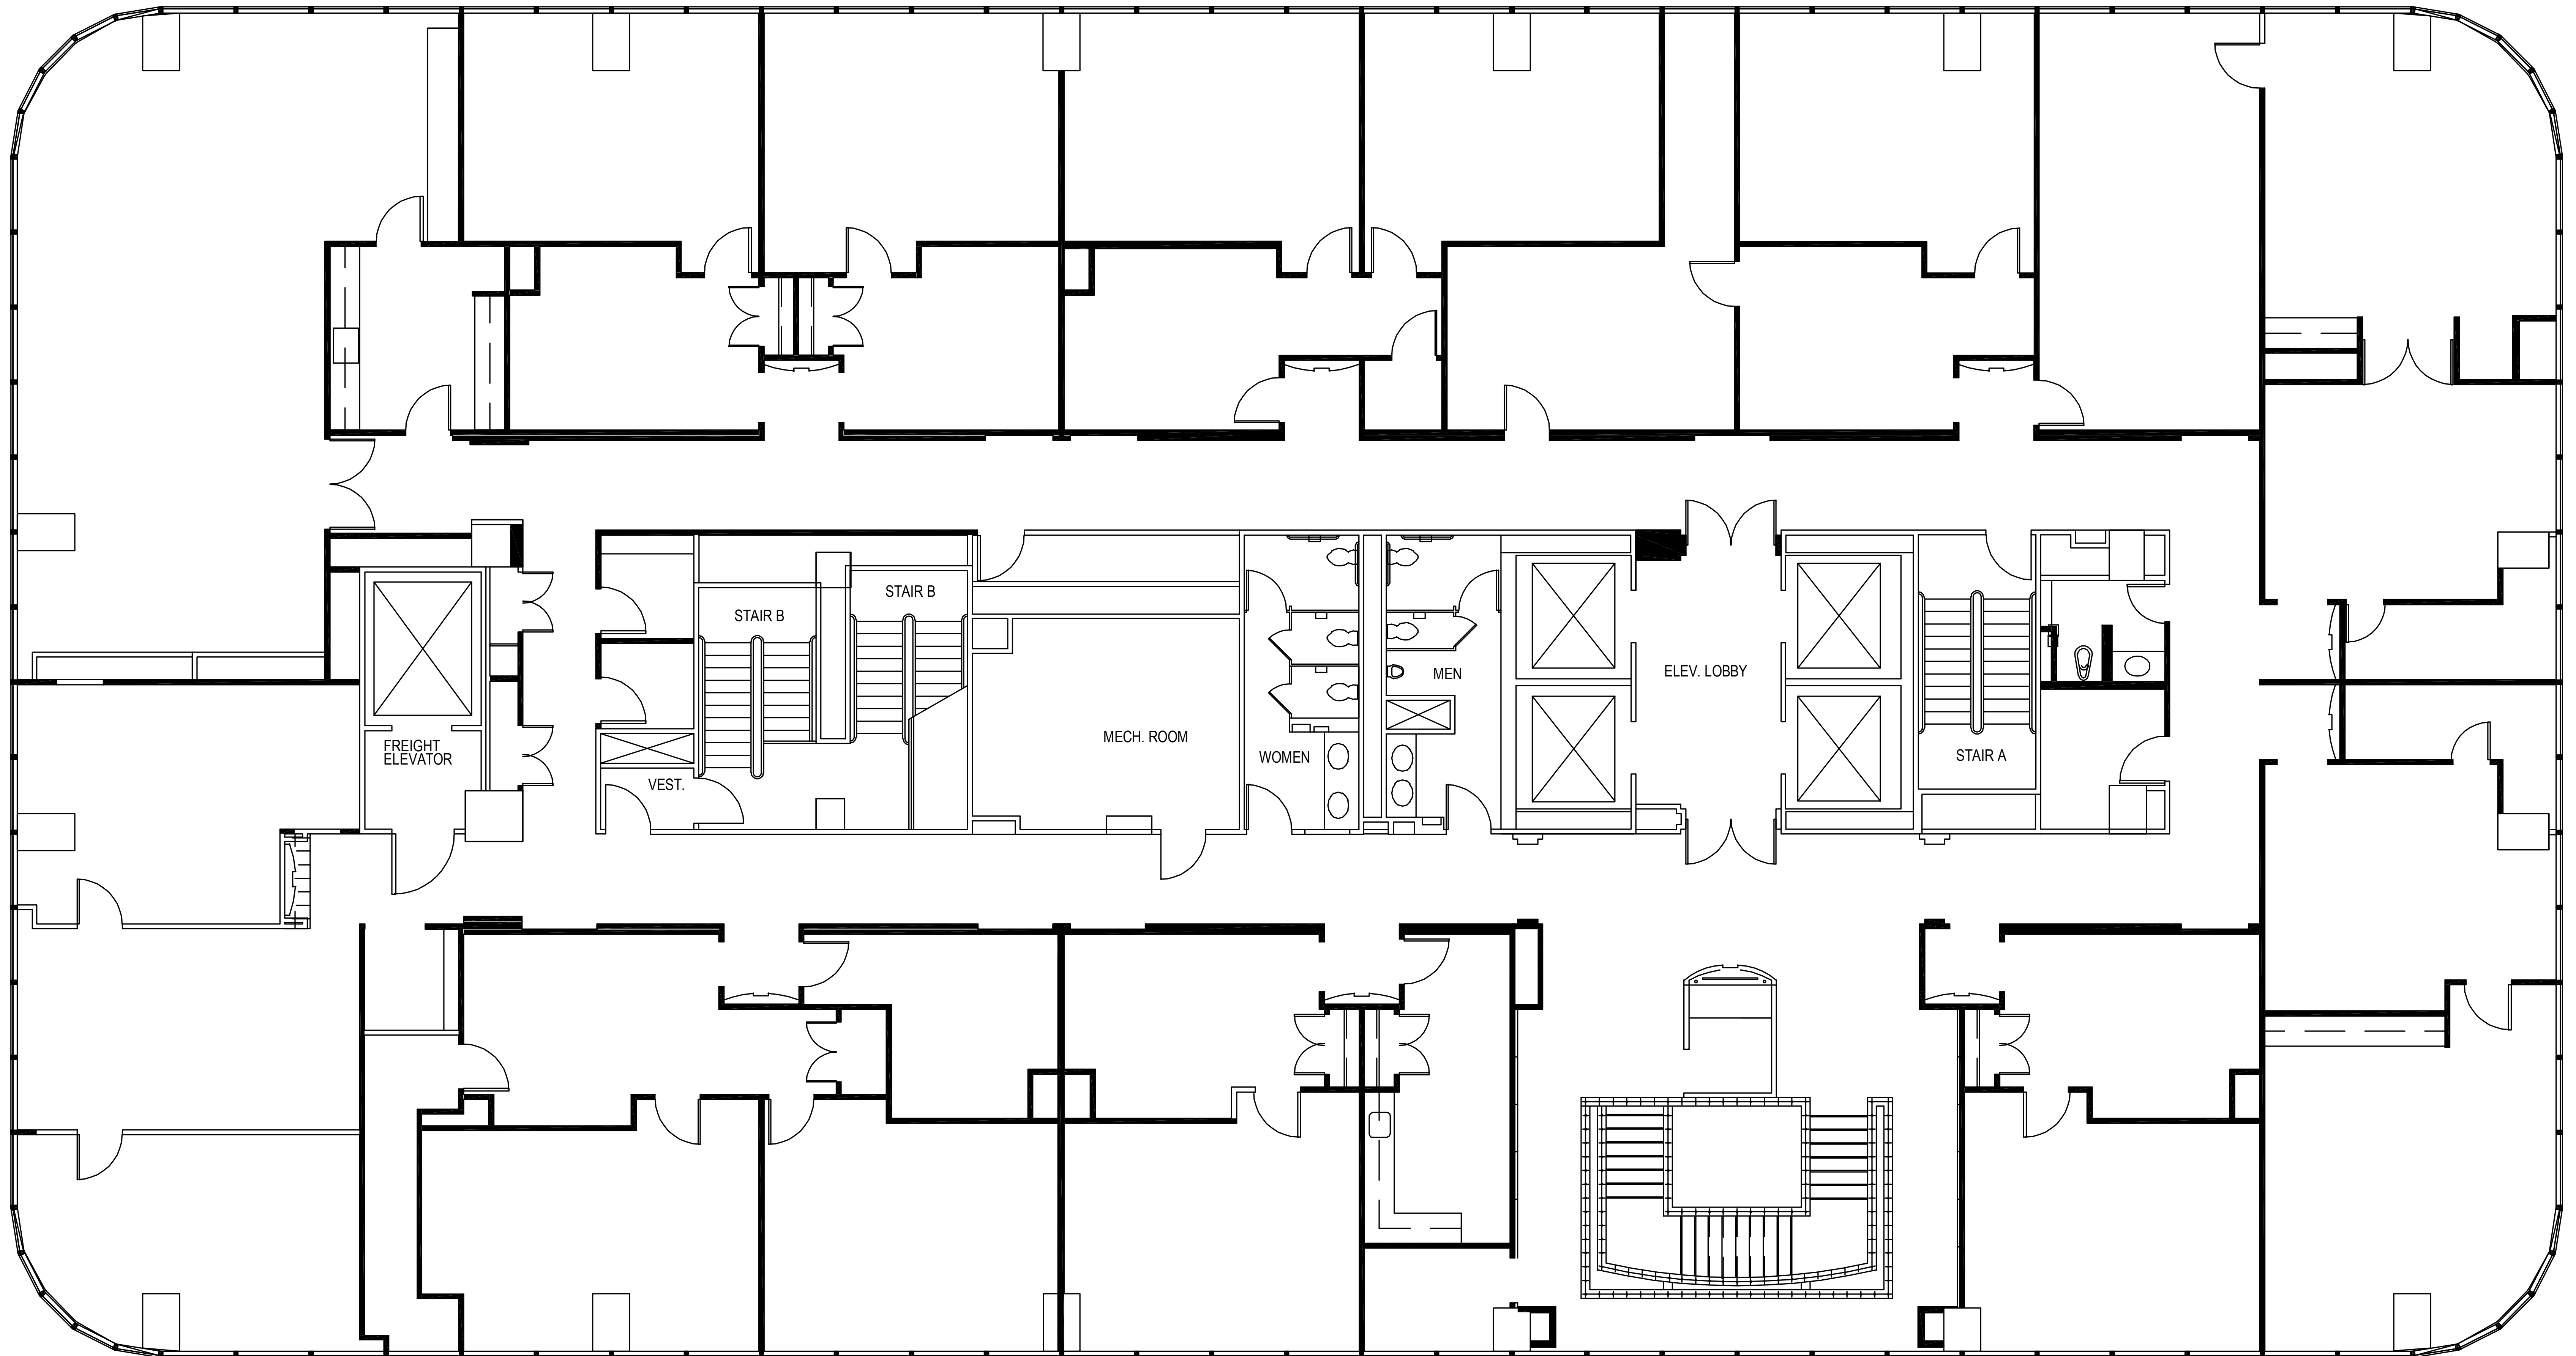 STAIR B
STAIR B
ELEV. LOBBY
MEN
MECH. ROOM
FREIGHT
ELEVATOR
WOMEN
STAIR A
VEST.